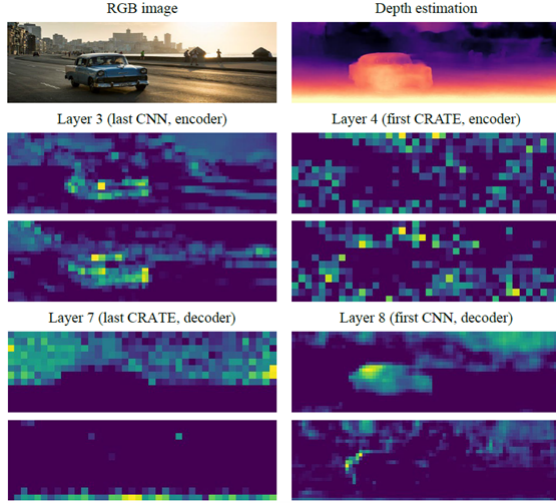 RGB image
Depth estimation
Layer 3 (last CNN, encoder)
Layer 4 (first CRATE, encoder)
Layer 7 (last CRATE, decoder)
Layer 8 (first CNN, decoder)